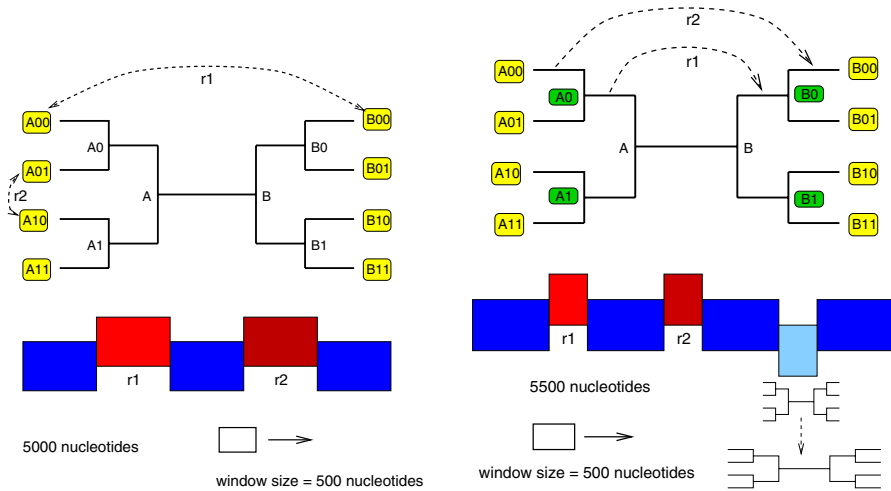 r1
A00
B00
A0
B0
A01
B01
r2
A
B
A10
B10
A1
B1
A11
B11
r1
r2
5000 nucleotides
window size = 500 nucleotides
r2
r1
A00
B00
A0
B0
A01
B01
A
B
A10
B10
A1
B1
A11
B11
r1
r2
5500 nucleotides
window size = 500 nucleotides